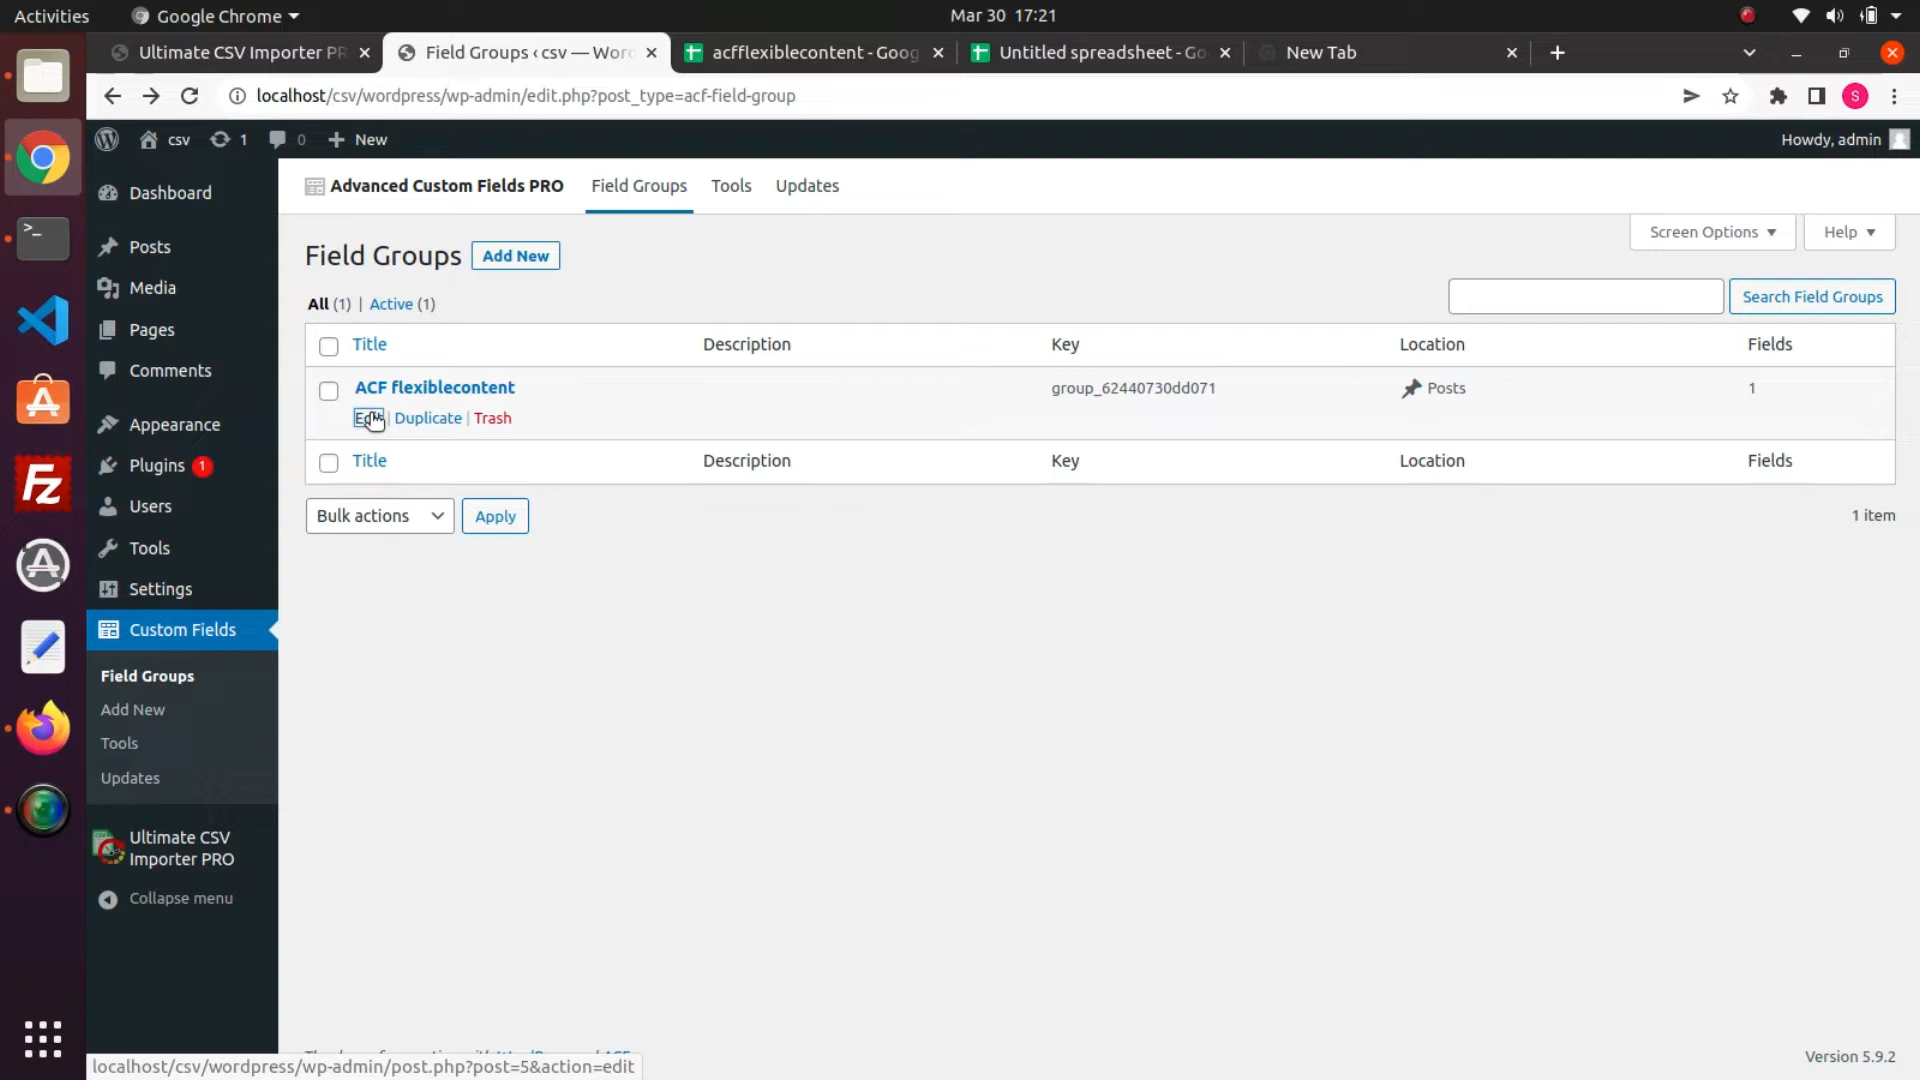 Activities
Google Chrome
Mar 30 17:21
Ultimate CSV Importer PR
Field Groups ‹ csv — Word
acfflexiblecontent - Goog
Untitled spreadsheet - Go
New Tab
localhost/csv/wordpress/wp-admin/edit.php?post_type=acf-field-group
S
csv
1
0
New
Howdy, admin
Dashboard
Posts
Media
Pages
Comments
Appearance
Plugins 1
Users
Tools
Settings
Custom Fields
Field Groups
Add New
Tools
Updates
Ultimate CSV
Importer PRO
Collapse menu
Advanced Custom Fields PRO
Field Groups
Tools
Updates
Screen Options
Help
Field Groups
Add New
All (1) | Active (1)
Search Field Groups
Title Description Key Location Fields
ACF flexiblecontent group_62440730dd071 Posts 1
Edit | Duplicate | Trash
Title Description Key Location Fields
Bulk actions
Apply
1 item
Version 5.9.2
localhost/csv/wordpress/wp-admin/post.php?post=5&action=edit